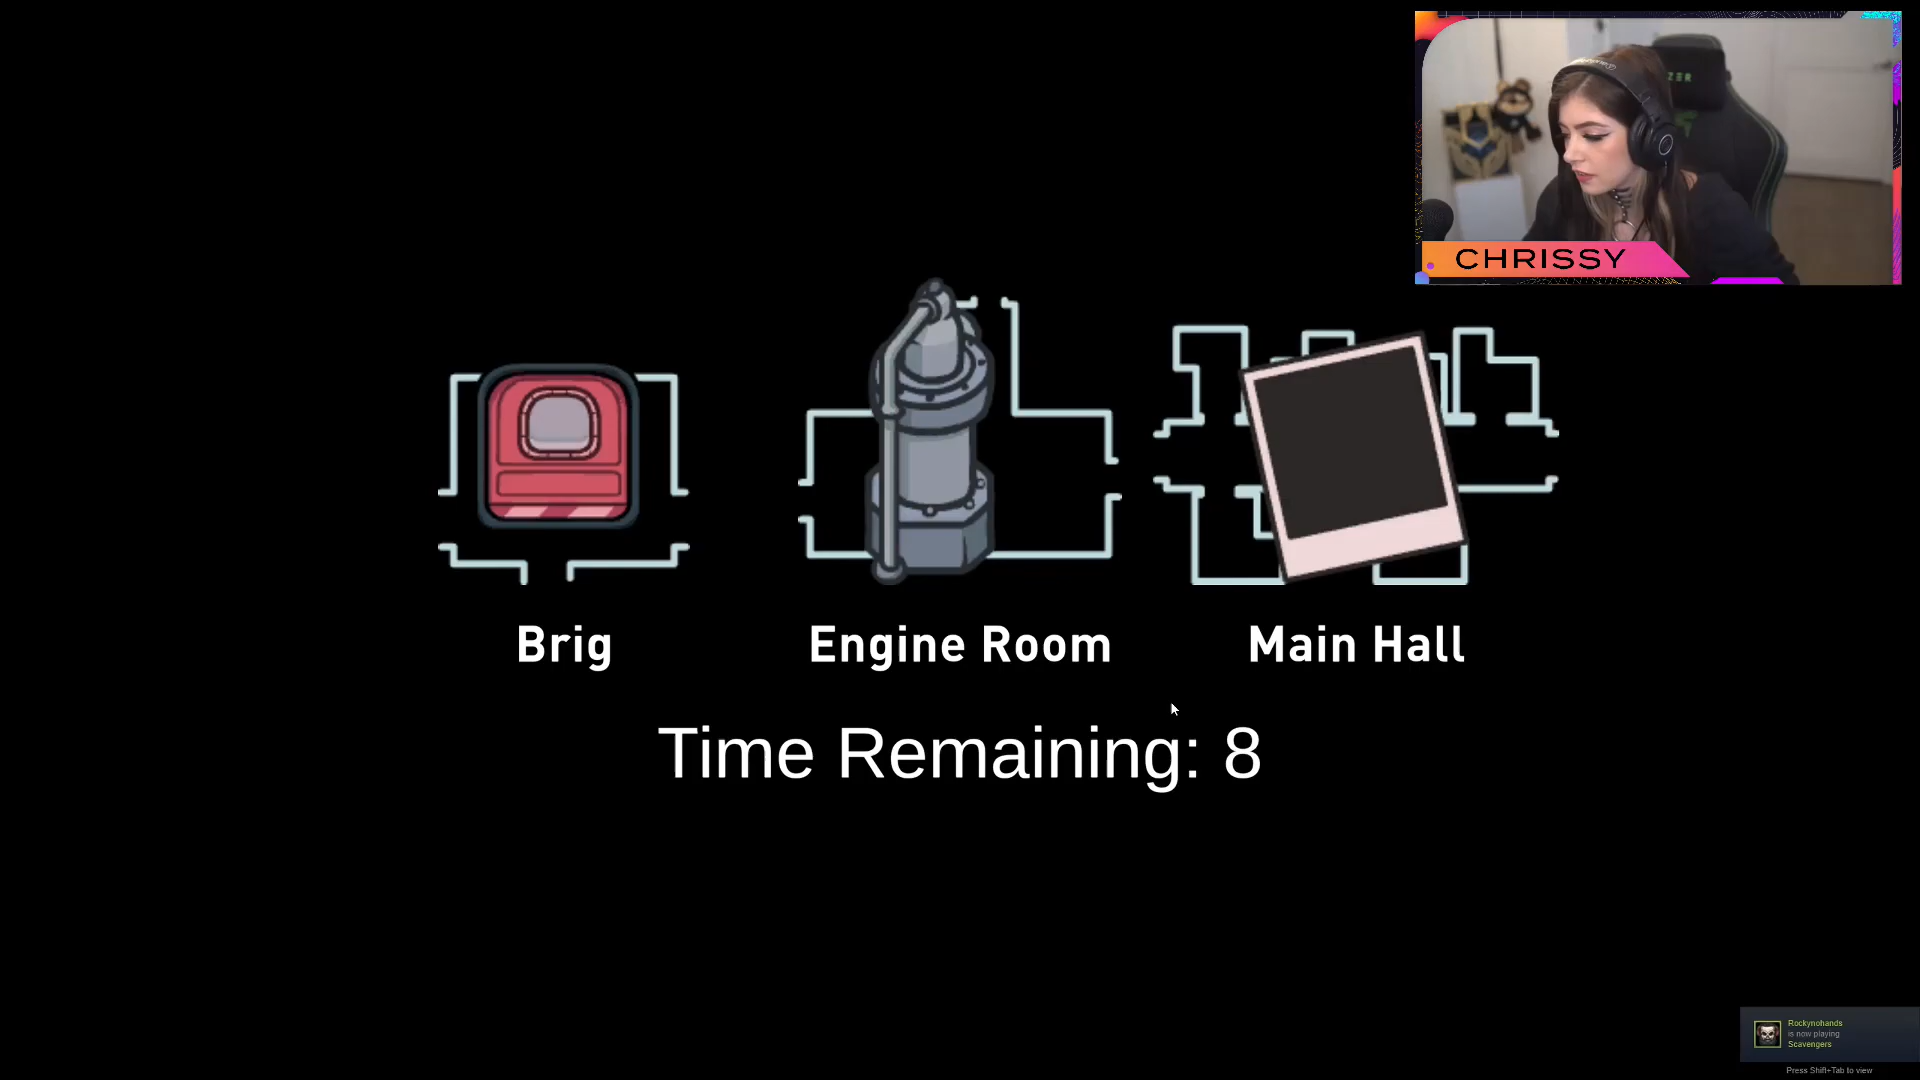 ZER
CHRISSY
Brig
Engine Room
Main Hall
Time Remaining: 8
Rockynohands
is now playing
Scavengers
Press Shift+Tab to view